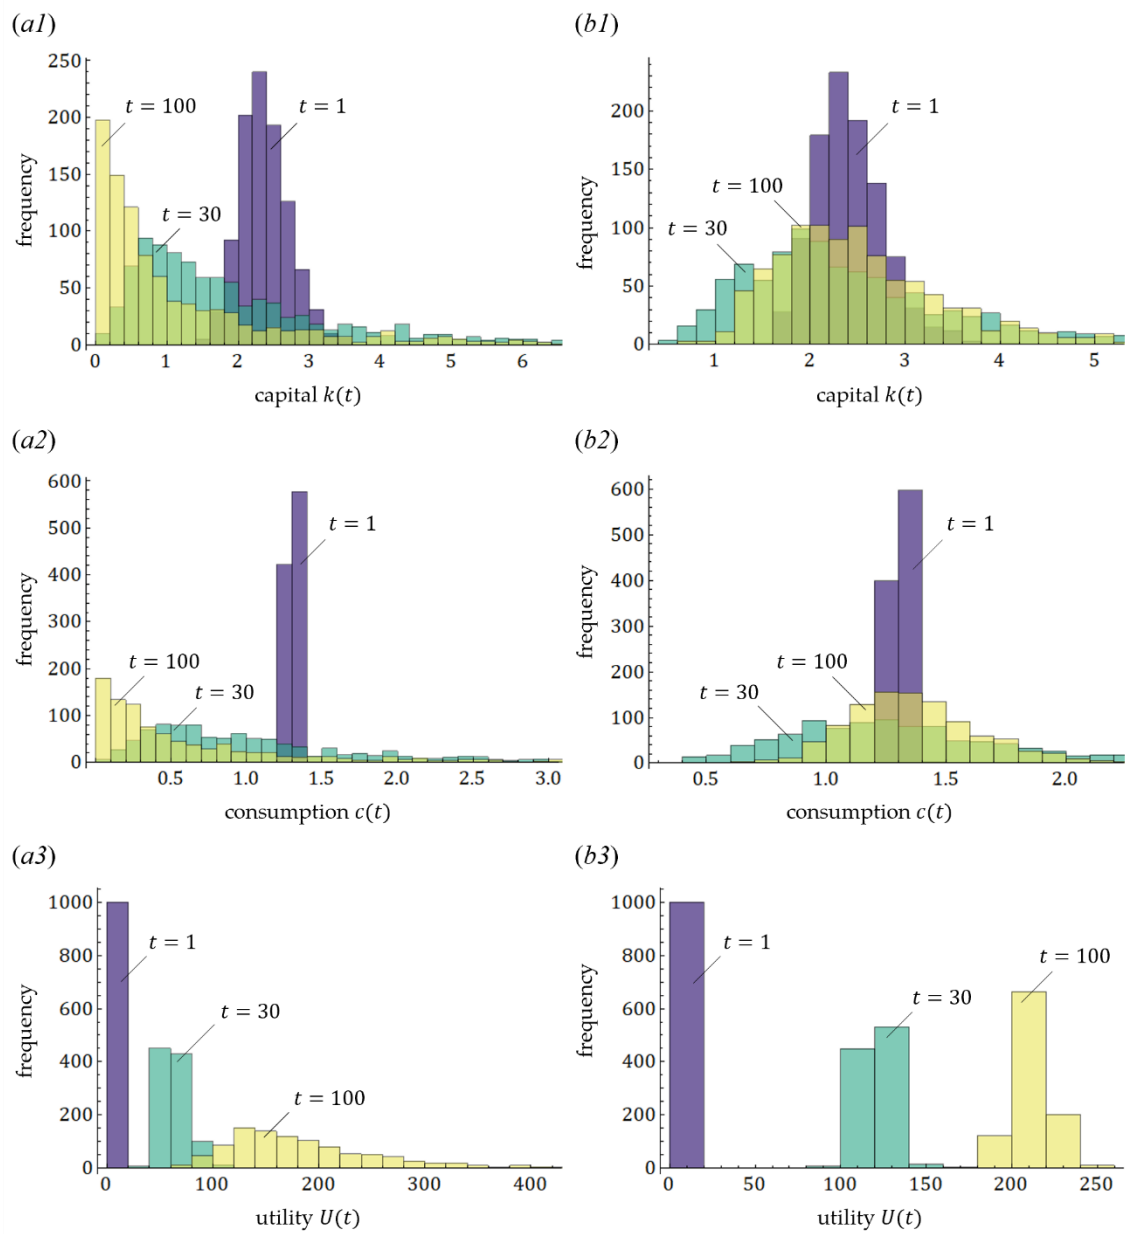 (a1)
250
200
150
100
50
0
frequency
t = 100
t = 1
t = 30
0 1 2 3 4 5 6
capital k(t)
(b1)
200
150
100
50
0
frequency
t = 1
t = 100
t = 30
1 2 3 4 5
capital k(t)
(a2)
600
500
400
300
200
100
0
frequency
t = 1
t = 100
t = 30
0.5 1.0 1.5 2.0 2.5 3.0
consumption c(t)
(b2)
600
500
400
300
200
100
0
frequency
t = 1
t = 100
t = 30
0.5 1.0 1.5 2.0
consumption c(t)
(a3)
1000
800
600
400
200
0
frequency
t = 1
t = 30
t = 100
0 100 200 300 400
utility U(t)
(b3)
1000
800
600
400
200
0
frequency
t = 1
t = 100
t = 30
0 50 100 150 200 250
utility U(t)